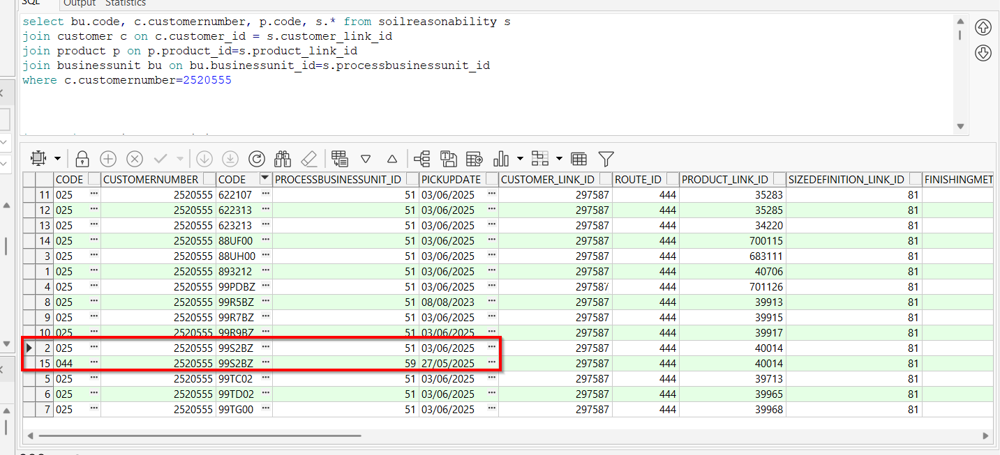 SQL Output Statistics
select bu.code, c.customernumber, p.code, s.* from soilreasonability s
join customer c on c.customer_id = s.customer_link_id
join product p on p.product_id=s.product_link_id
join businessunit bu on bu.businessunit_id=s.processbusinessunit_id
where c.customernumber=2520555
CODE CUSTOMERNUMBER CODE PROCESSBUSINESSUNIT_ID PICKUPDATE CUSTOMER_LINK_ID ROUTE_ID PRODUCT_LINK_ID SIZEDEFINITION_LINK_ID FINISHINGMET
11 025 ... 2520555 622107 ... 51 03/06/2025 ... 297587 444 35283 81
12 025 ... 2520555 622313 ... 51 03/06/2025 ... 297587 444 35285 81
13 025 ... 2520555 623213 ... 51 03/06/2025 ... 297587 444 34220 81
14 025 ... 2520555 88UF00 ... 51 03/06/2025 ... 297587 444 700115 81
3 025 ... 2520555 88UH00 ... 51 03/06/2025 ... 297587 444 683111 81
1 025 ... 2520555 893212 ... 51 03/06/2025 ... 297587 444 40706 81
4 025 ... 2520555 99PDBZ ... 51 03/06/2025 ... 297587 444 701126 81
8 025 ... 2520555 99R5BZ ... 51 08/08/2023 ... 297587 444 39913 81
9 025 ... 2520555 99R7BZ ... 51 03/06/2025 ... 297587 444 39915 81
10 025 ... 2520555 99R9BZ ... 51 03/06/2025 ... 297587 444 39917 81
2 025 ... 2520555 99S2BZ ... 51 03/06/2025 ... 297587 444 40014 81
15 044 ... 2520555 99S2BZ ... 59 27/05/2025 ... 297587 444 40014 81
5 025 ... 2520555 99TC02 ... 51 03/06/2025 ... 297587 444 39713 81
6 025 ... 2520555 99TD02 ... 51 03/06/2025 ... 297587 444 39965 81
7 025 ... 2520555 99TG00 ... 51 03/06/2025 ... 297587 444 39968 81